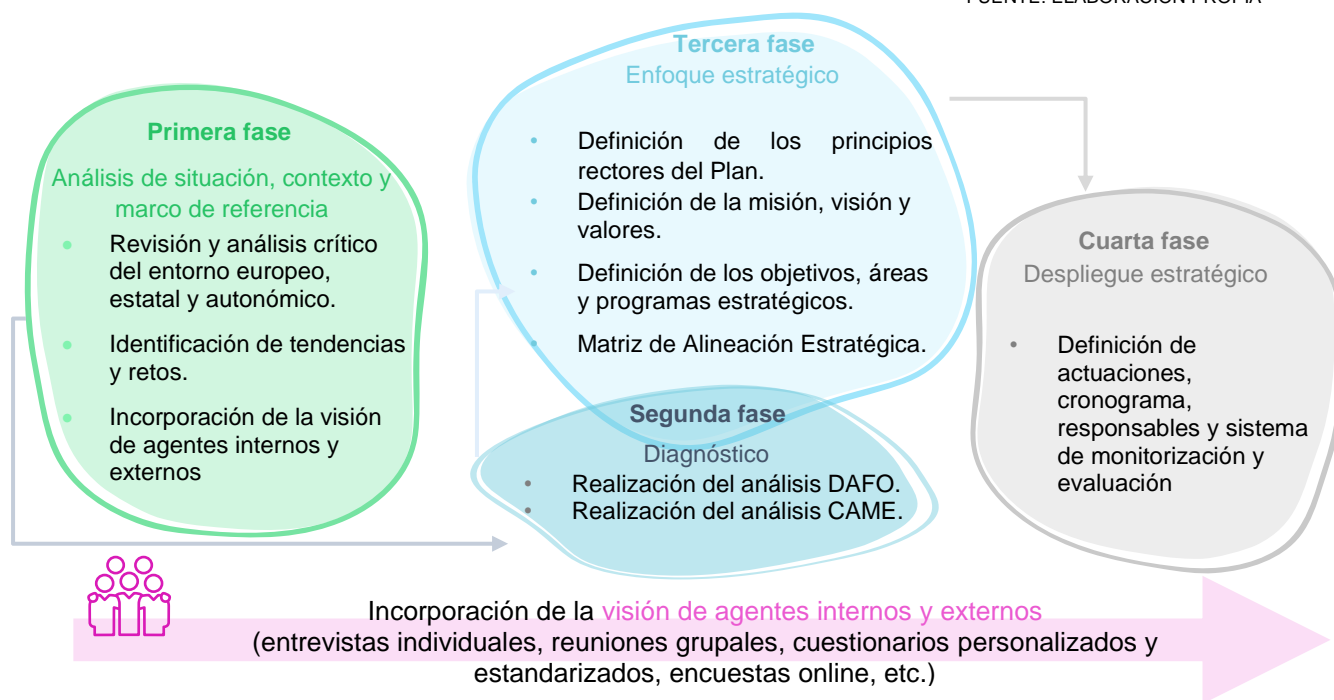 FUENTE: ELABORACIÓN PROPIA
Primera fase
Análisis de situación, contexto y
marco de referencia
• Revisión y análisis crítico
del entorno europeo,
estatal y autonómico.
• Identificación de tendencias
y retos.
• Incorporación de la visión
de agentes internos y
externos
Segunda fase
Diagnóstico
• Realización del análisis DAFO.
• Realización del análisis CAME.
Tercera fase
Enfoque estratégico
• Definición de los principios
rectores del Plan.
• Definición de la misión, visión y
valores.
• Definición de los objetivos, áreas
y programas estratégicos.
• Matriz de Alineación Estratégica.
Cuarta fase
Despliegue estratégico
• Definición de
actuaciones,
cronograma,
responsables y sistema
de monitorización y
evaluación
Incorporación de la visión de agentes internos y externos
(entrevistas individuales, reuniones grupales, cuestionarios personalizados y
estandarizados, encuestas online, etc.)